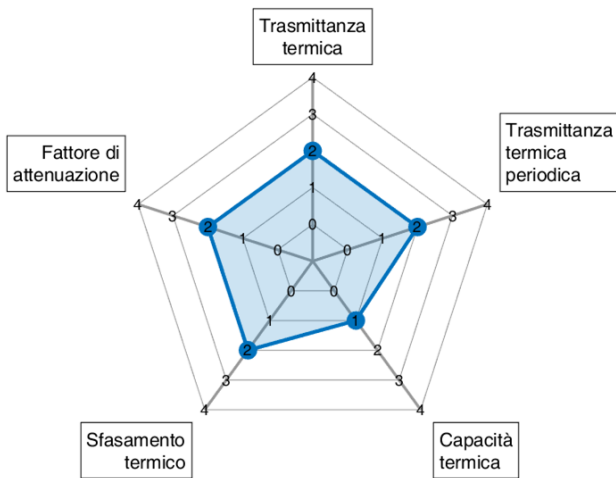 Trasmittanza
termica
4
3
2
1
0
Trasmittanza
termica
periodica
4
3
2
1
0
Fattore di
attenuazione
4
3
2
1
0
0
1
2
3
4
Sfasamento
termico
0
1
2
3
4
Capacità
termica